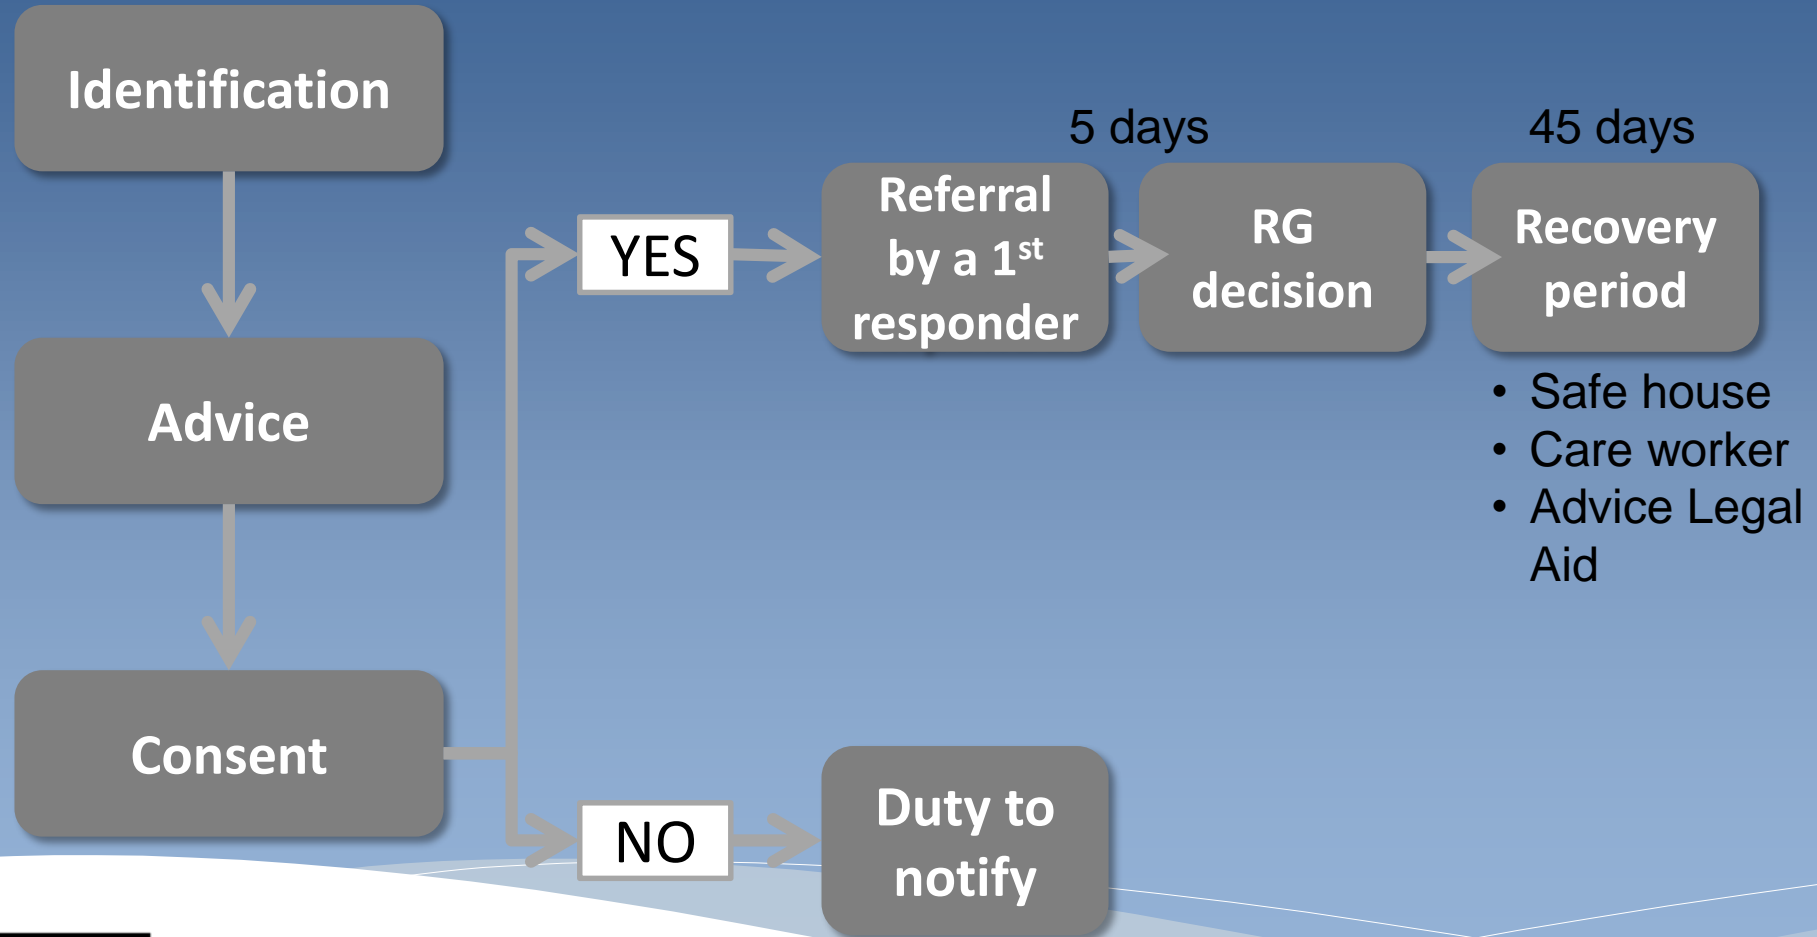 Identification
Advice
Consent
YES
NO
5 days
45 days
Referral
by a 1st
responder
RG
decision
Recovery
period
• Safe house
• Care worker
• Advice Legal
Aid
Duty to
notify